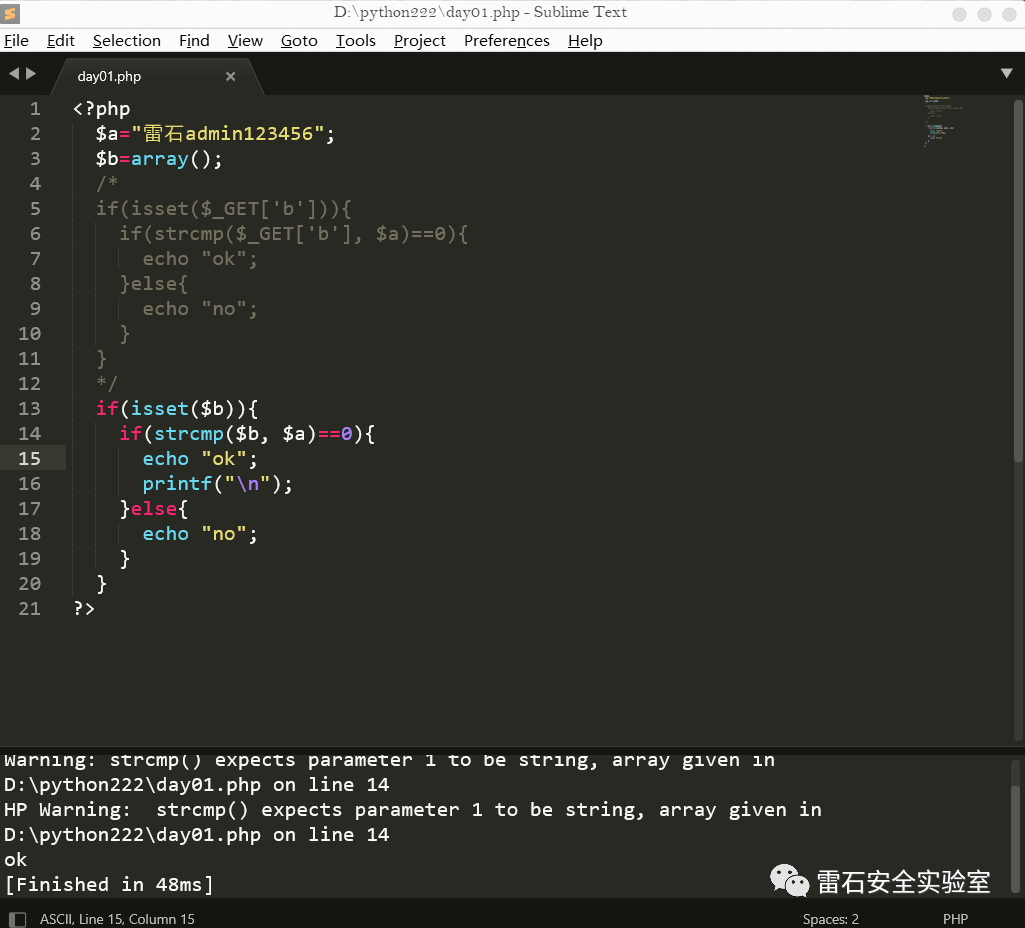 D:\python222\day01.php - Sublime Text
File Edit Selection Find View Goto Tools Project Preferences Help
day01.php ×
1 <?php
2   $a="雷石admin123456";
3   $b=array();
4   /*
5   if(isset($_GET['b'])){
6     if(strcmp($_GET['b'], $a)==0){
7       echo "ok";
8     }else{
9       echo "no";
10     }
11   }
12   */
13   if(isset($b)){
14     if(strcmp($b, $a)==0){
15       echo "ok";
16       printf("\n");
17     }else{
18       echo "no";
19     }
20   }
21 ?>
Warning: strcmp() expects parameter 1 to be string, array given in
D:\python222\day01.php on line 14
HP Warning:  strcmp() expects parameter 1 to be string, array given in
D:\python222\day01.php on line 14
ok
[Finished in 48ms]
雷石安全实验室
ASCII, Line 15, Column 15 Spaces: 2 PHP